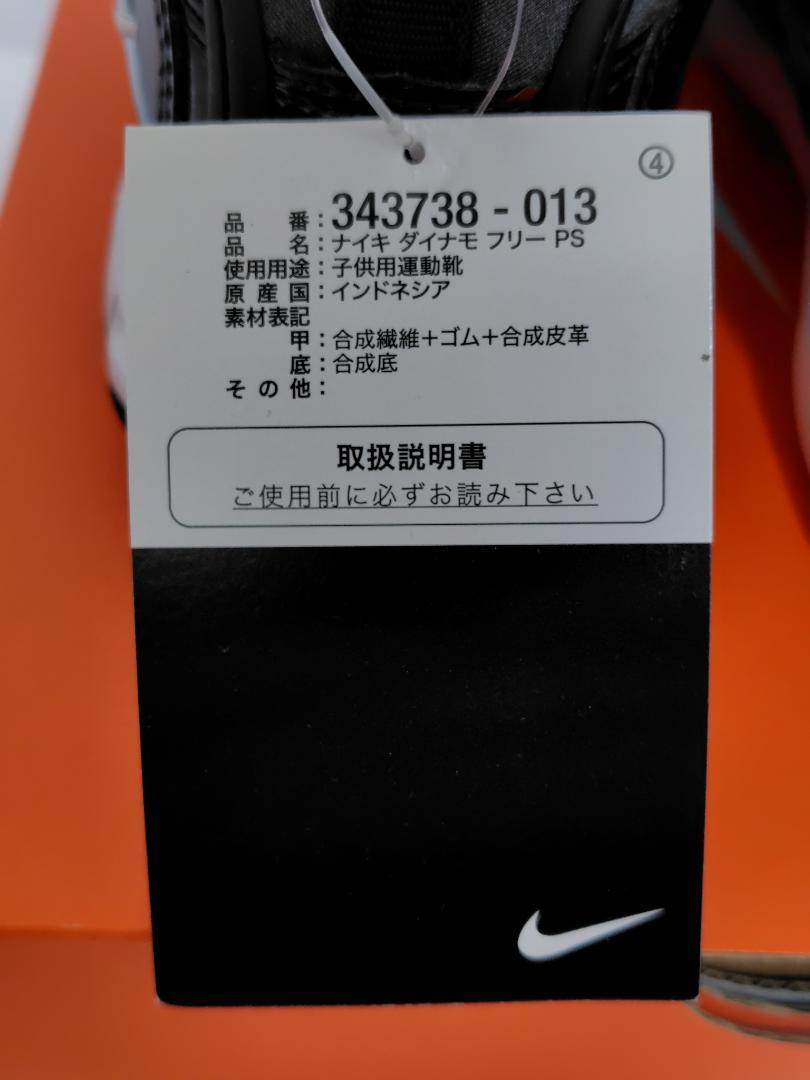 ④
品番：343738 - 013
品名：ナイキ ダイナモ フリー PS
使用用途：子供用運動靴
原産国：インドネシア
素材表記
甲：合成繊維＋ゴム＋合成皮革
底：合成底
その他：
取扱説明書
ご使用前に必ずお読み下さい